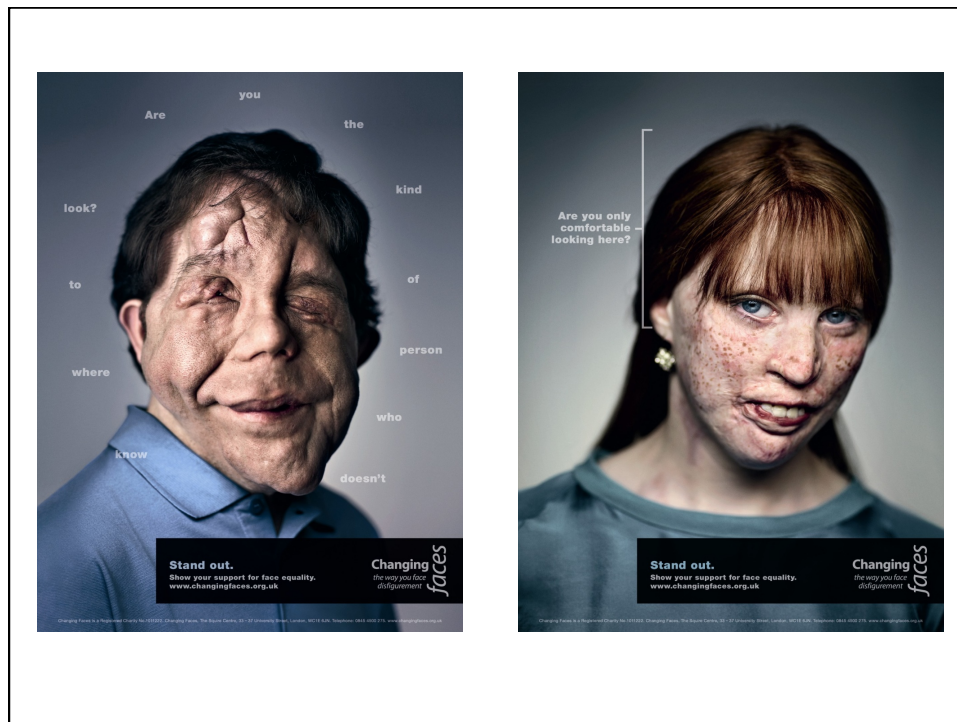 Are you the kind of person who doesn't know where to look?
Stand out.
Show your support for face equality.
www.changingfaces.org.uk
Changing
faces
the way you face
disfigurement
Are you only
comfortable
looking here?
Stand out.
Show your support for face equality.
www.changingfaces.org.uk
Changing
faces
the way you face
disfigurement